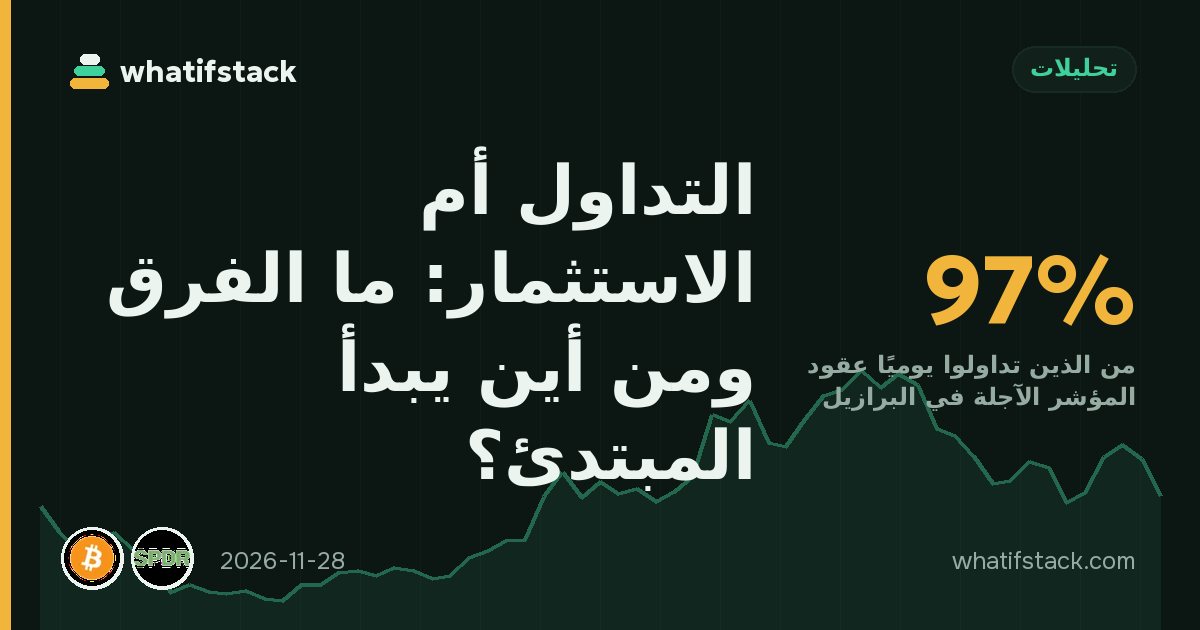 whatifstack
تحليلات
التداول أم
الاستثمار: ما الفرق
ومن أين يبدأ
المبتدئ؟
97%
من الذين تداولوا يوميًا عقود
المؤشر الآجلة في البرازيل
SPDR
2026-11-28
whatifstack.com